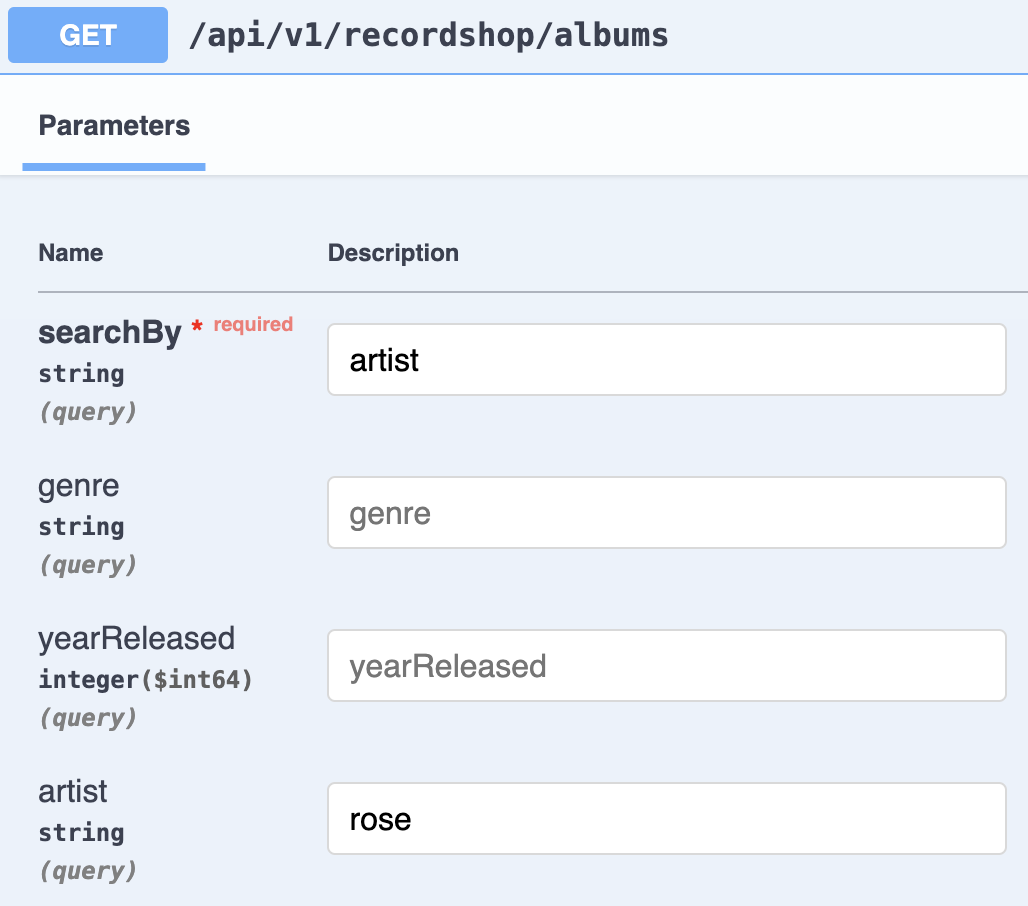 GET /api/v1/recordshop/albums
Parameters
Name Description
searchBy * required
string
(query)
artist
genre
string
(query)
genre
yearReleased
integer($int64)
(query)
yearReleased
artist
string
(query)
rose